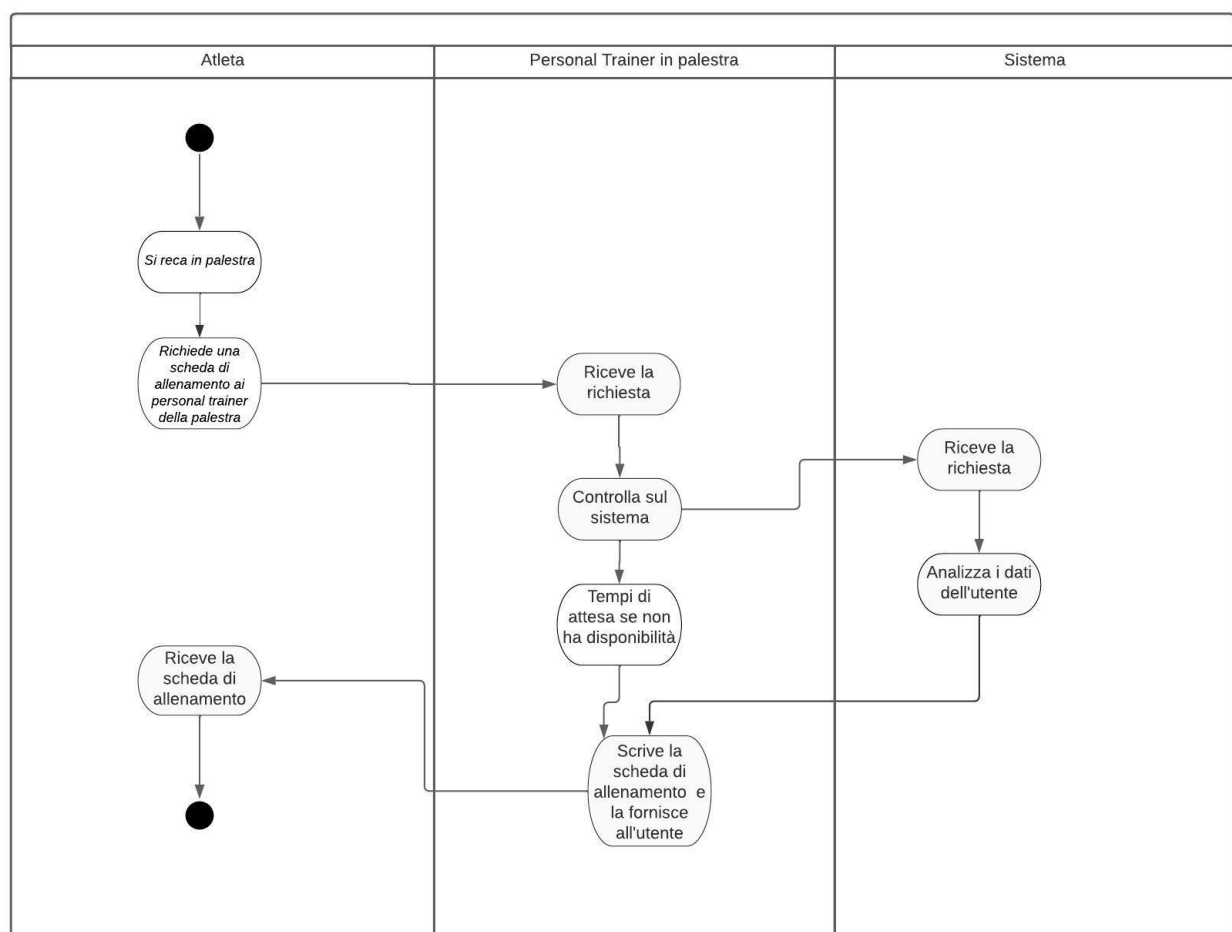 Atleta
Personal Trainer in palestra
Sistema
Si reca in palestra
Richiede una
scheda di
allenamento ai
personal trainer
della palestra
Riceve la
richiesta
Controlla sul
sistema
Riceve la
richiesta
Analizza i dati
dell'utente
Tempi di
attesa se non
ha disponibilità
Scrive la
scheda di
allenamento e
la fornisce
all'utente
Riceve la
scheda di
allenamento